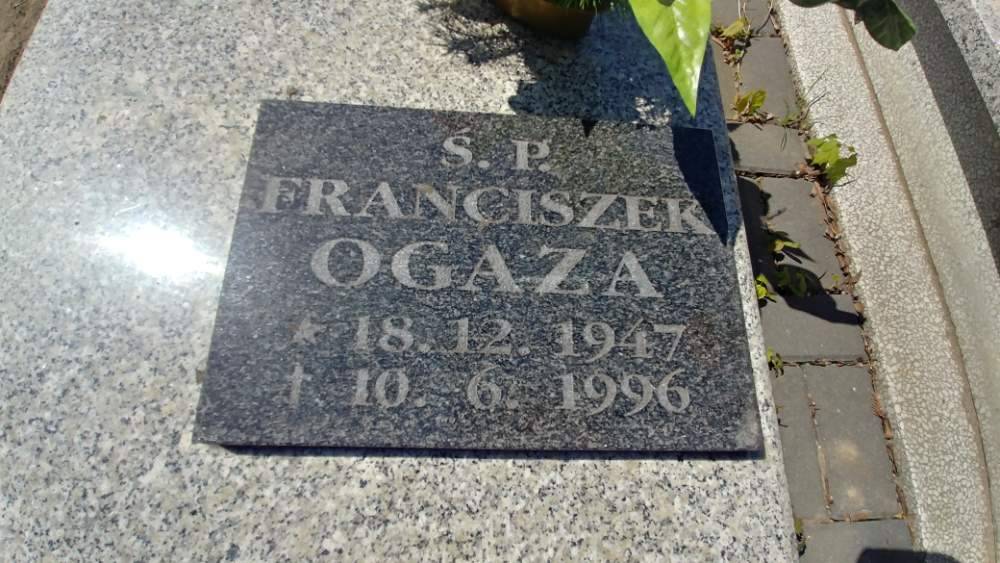 Ś. P.
FRANCISZEK
OGAZA
★ 18. 12. 1947
† 10. 6. 1996